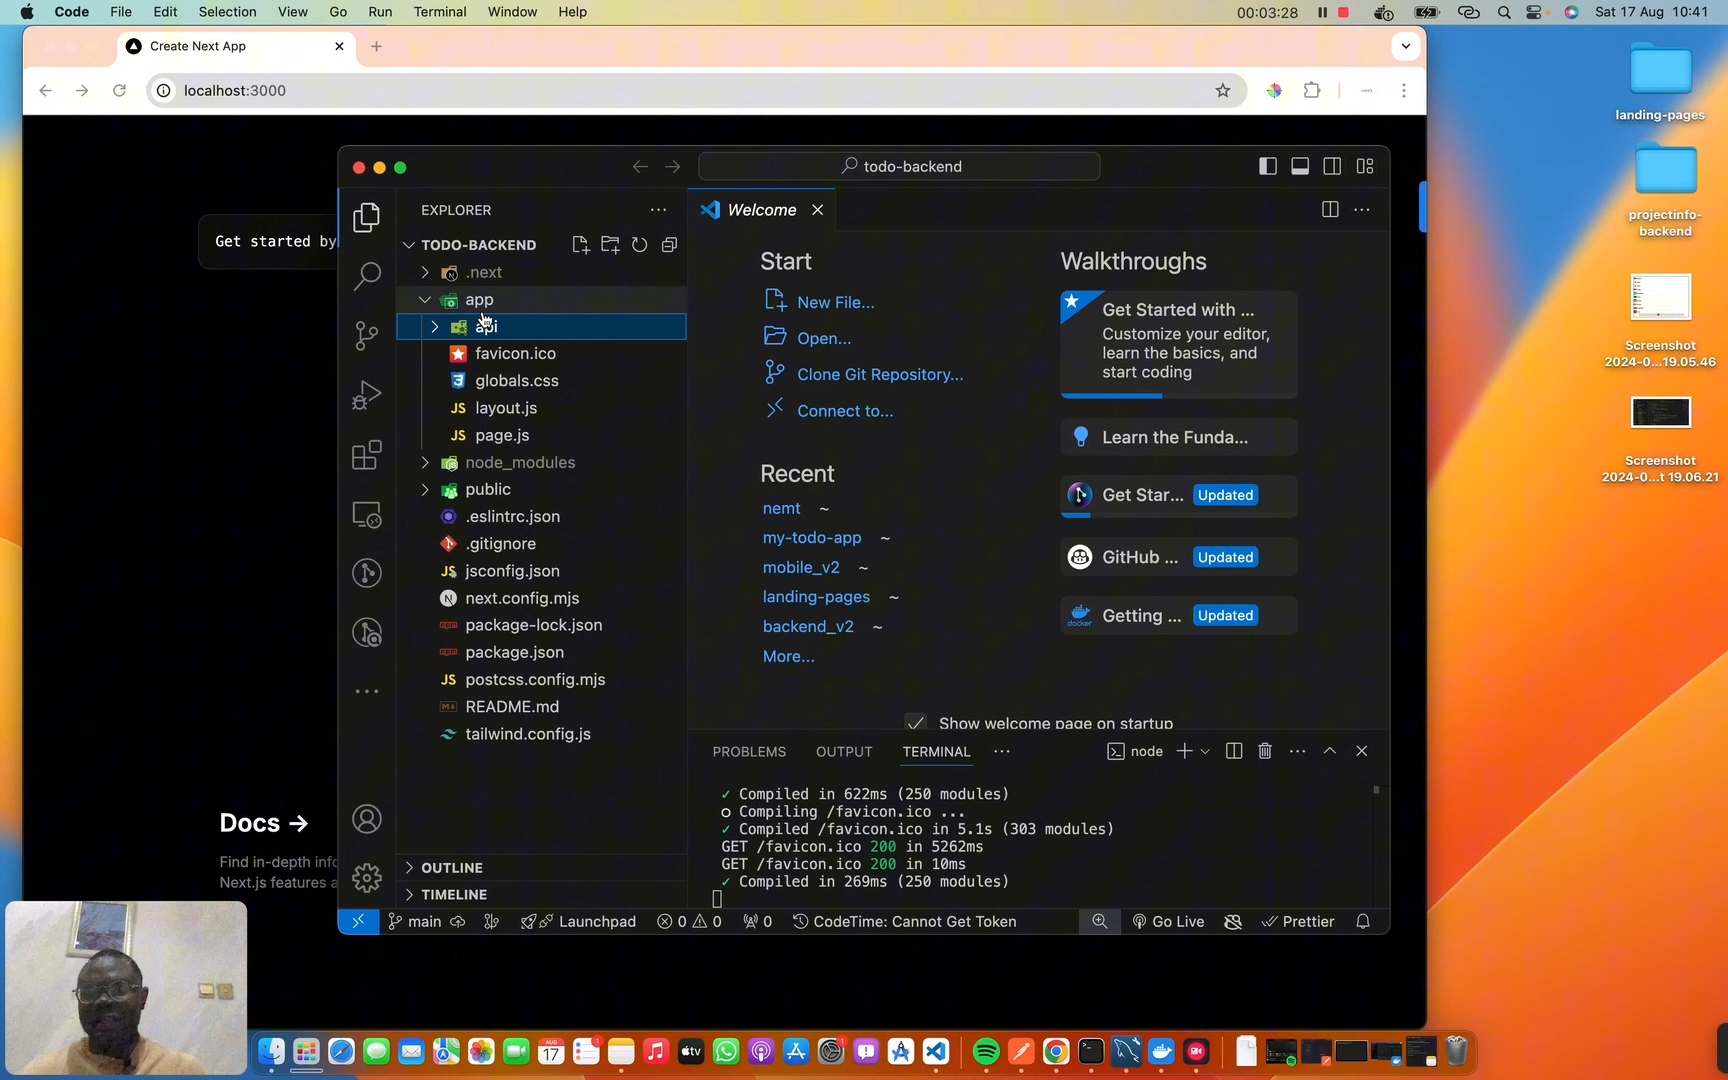 Code File Edit Selection View Go Run Terminal Window Help 00:03:28 Sat 17 Aug 10:41
Create Next App
localhost:3000
landing-pages
projectinfo-
backend
Screenshot
2024-0...19.05.46
Screenshot
2024-0...t 19.06.21
Get started by
Docs →
Find in-depth info
Next.js features a
todo-backend
EXPLORER
TODO-BACKEND
.next
app
api
favicon.ico
globals.css
JS layout.js
JS page.js
node_modules
public
.eslintrc.json
.gitignore
JS jsconfig.json
N next.config.mjs
package-lock.json
package.json
JS postcss.config.mjs
README.md
tailwind.config.js
OUTLINE
TIMELINE
Welcome
Start
New File...
Open...
Clone Git Repository...
Connect to...
Recent
nemt ~
my-todo-app ~
mobile_v2 ~
landing-pages ~
backend_v2 ~
More...
Walkthroughs
Get Started with ...
Customize your editor,
learn the basics, and
start coding
Learn the Funda...
Get Star... Updated
GitHub ... Updated
docker Getting ... Updated
Show welcome page on startup
PROBLEMS OUTPUT TERMINAL ... node
✓ Compiled in 622ms (250 modules)
○ Compiling /favicon.ico ...
✓ Compiled /favicon.ico in 5.1s (303 modules)
GET /favicon.ico 200 in 5262ms
GET /favicon.ico 200 in 10ms
✓ Compiled in 269ms (250 modules)
main Launchpad 0 0 0 CodeTime: Cannot Get Token Go Live Prettier
AUG
17
tv